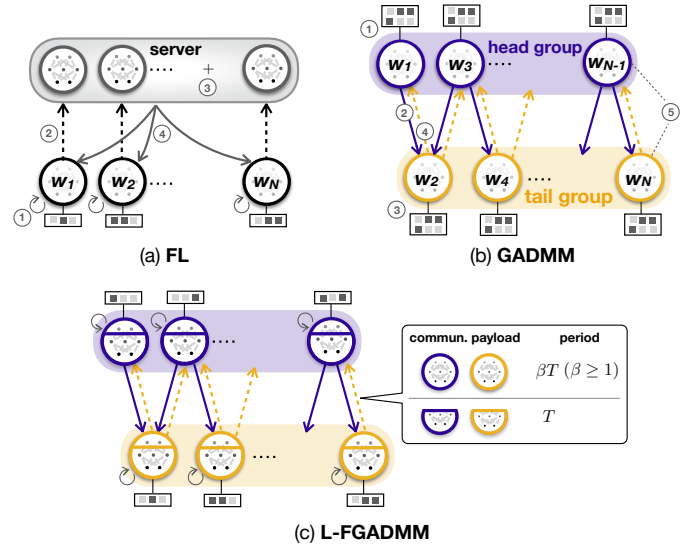 server
....
+
③
②
④
w1
w2
....
wN
①
(a) FL
①
head group
w1
w3
....
wN-1
②
④
⑤
w2
w4
....
wN
③
tail group
(b) GADMM
....
....
commun. payload period
βT (β ≥ 1)
T
(c) L-FGADMM